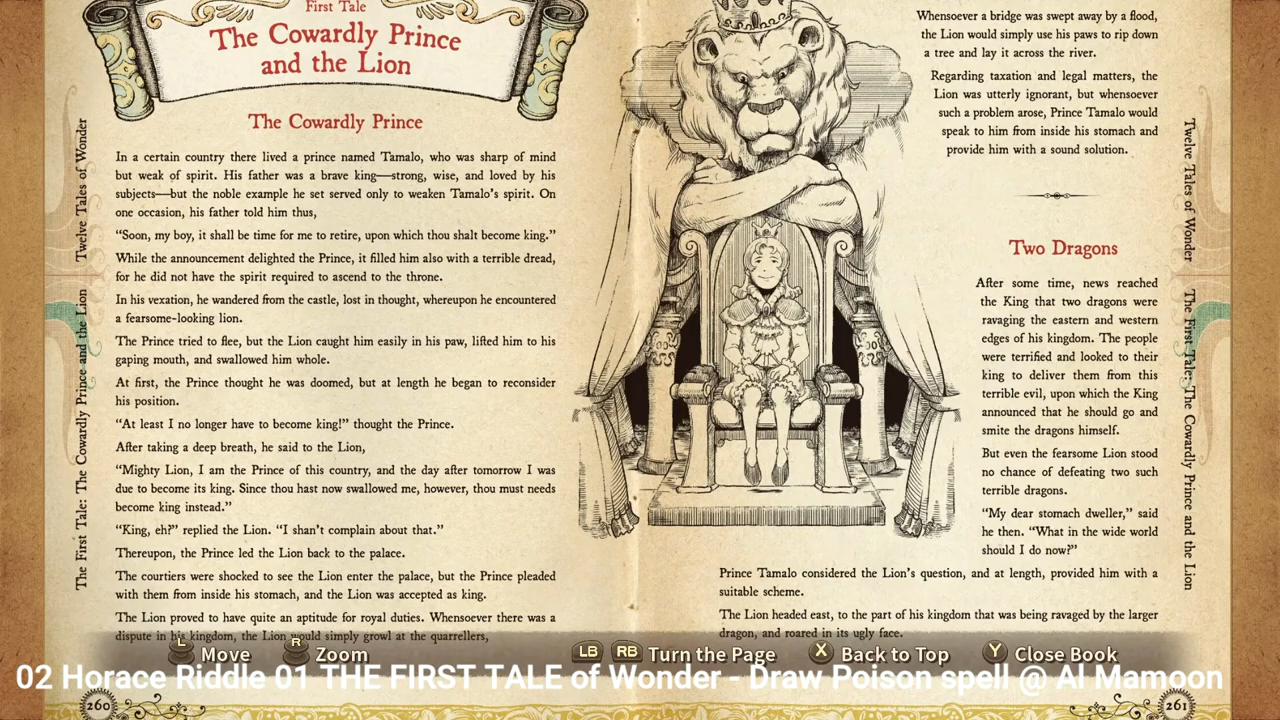 First Tale
The Cowardly Prince
and the Lion
The Cowardly Prince
In a certain country there lived a prince named Tamalo, who was sharp of mind
but weak of spirit. His father was a brave king—strong, wise, and loved by his
subjects—but the noble example he set served only to weaken Tamalo's spirit. On
one occasion, his father told him thus,
“Soon, my boy, it shall be time for me to retire, upon which thou shalt become king.”
While the announcement delighted the Prince, it filled him also with a terrible dread,
for he did not have the spirit required to ascend to the throne.
In his vexation, he wandered from the castle, lost in thought, whereupon he encountered
a fearsome-looking lion.
The Prince tried to flee, but the Lion caught him easily in his paw, lifted him to his
gaping mouth, and swallowed him whole.
At first, the Prince thought he was doomed, but at length he began to reconsider
his position.
“At least I no longer have to become king!” thought the Prince.
After taking a deep breath, he said to the Lion,
“Mighty Lion, I am the Prince of this country, and the day after tomorrow I was
due to become its king. Since thou hast now swallowed me, however, thou must needs
become king instead.”
“King, eh?” replied the Lion. “I shan't complain about that.”
Thereupon, the Prince led the Lion back to the palace.
The courtiers were shocked to see the Lion enter the palace, but the Prince pleaded
with them from inside his stomach, and the Lion was accepted as king.
The Lion proved to have quite an aptitude for royal duties. Whensoever there was a
dispute in his kingdom, the Lion would simply growl at the quarrellers,
Twelve Tales of Wonder
The First Tale: The Cowardly Prince and the Lion
260
Whensoever a bridge was swept away by a flood,
the Lion would simply use his paws to rip down
a tree and lay it across the river.
Regarding taxation and legal matters, the
Lion was utterly ignorant, but whensoever
such a problem arose, Prince Tamalo would
speak to him from inside his stomach and
provide him with a sound solution.
Two Dragons
After some time, news reached
the King that two dragons were
ravaging the eastern and western
edges of his kingdom. The people
were terrified and looked to their
king to deliver them from this
terrible evil, upon which the King
announced that he should go and
smite the dragons himself.
But even the fearsome Lion stood
no chance of defeating two such
terrible dragons.
“My dear stomach dweller,” said
he then. “What in the wide world
should I do now?”
Prince Tamalo considered the Lion's question, and at length, provided him with a
suitable scheme.
The Lion headed east, to the part of his kingdom that was being ravaged by the larger
dragon, and roared in its ugly face.
Twelve Tales of Wonder
The First Tale: The Cowardly Prince and the Lion
261
L Move R Zoom LB RB Turn the Page X Back to Top Y Close Book
02 Horace Riddle 01 THE FIRST TALE of Wonder - Draw Poison spell @ Al Mamoon